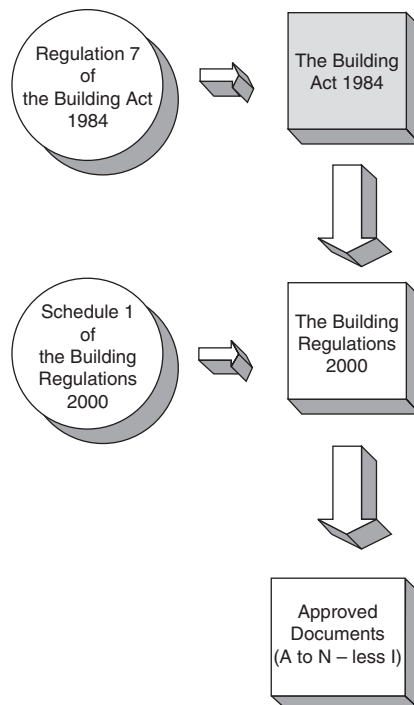 Regulation 7
of
the Building Act
1984
The Building
Act 1984
Schedule 1
of
the Building
Regulations
2000
The Building
Regulations
2000
Approved
Documents
(A to N – less I)